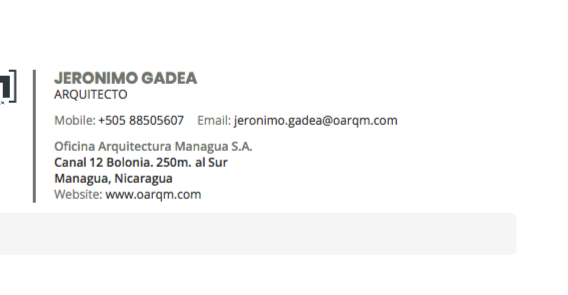 JERONIMO GADEA
ARQUITECTO
Mobile: +505 88505607 Email: jeronimo.gadea@oarqm.com
Oficina Arquitectura Managua S.A.
Canal 12 Bolonia. 250m. al Sur
Managua, Nicaragua
Website: www.oarqm.com